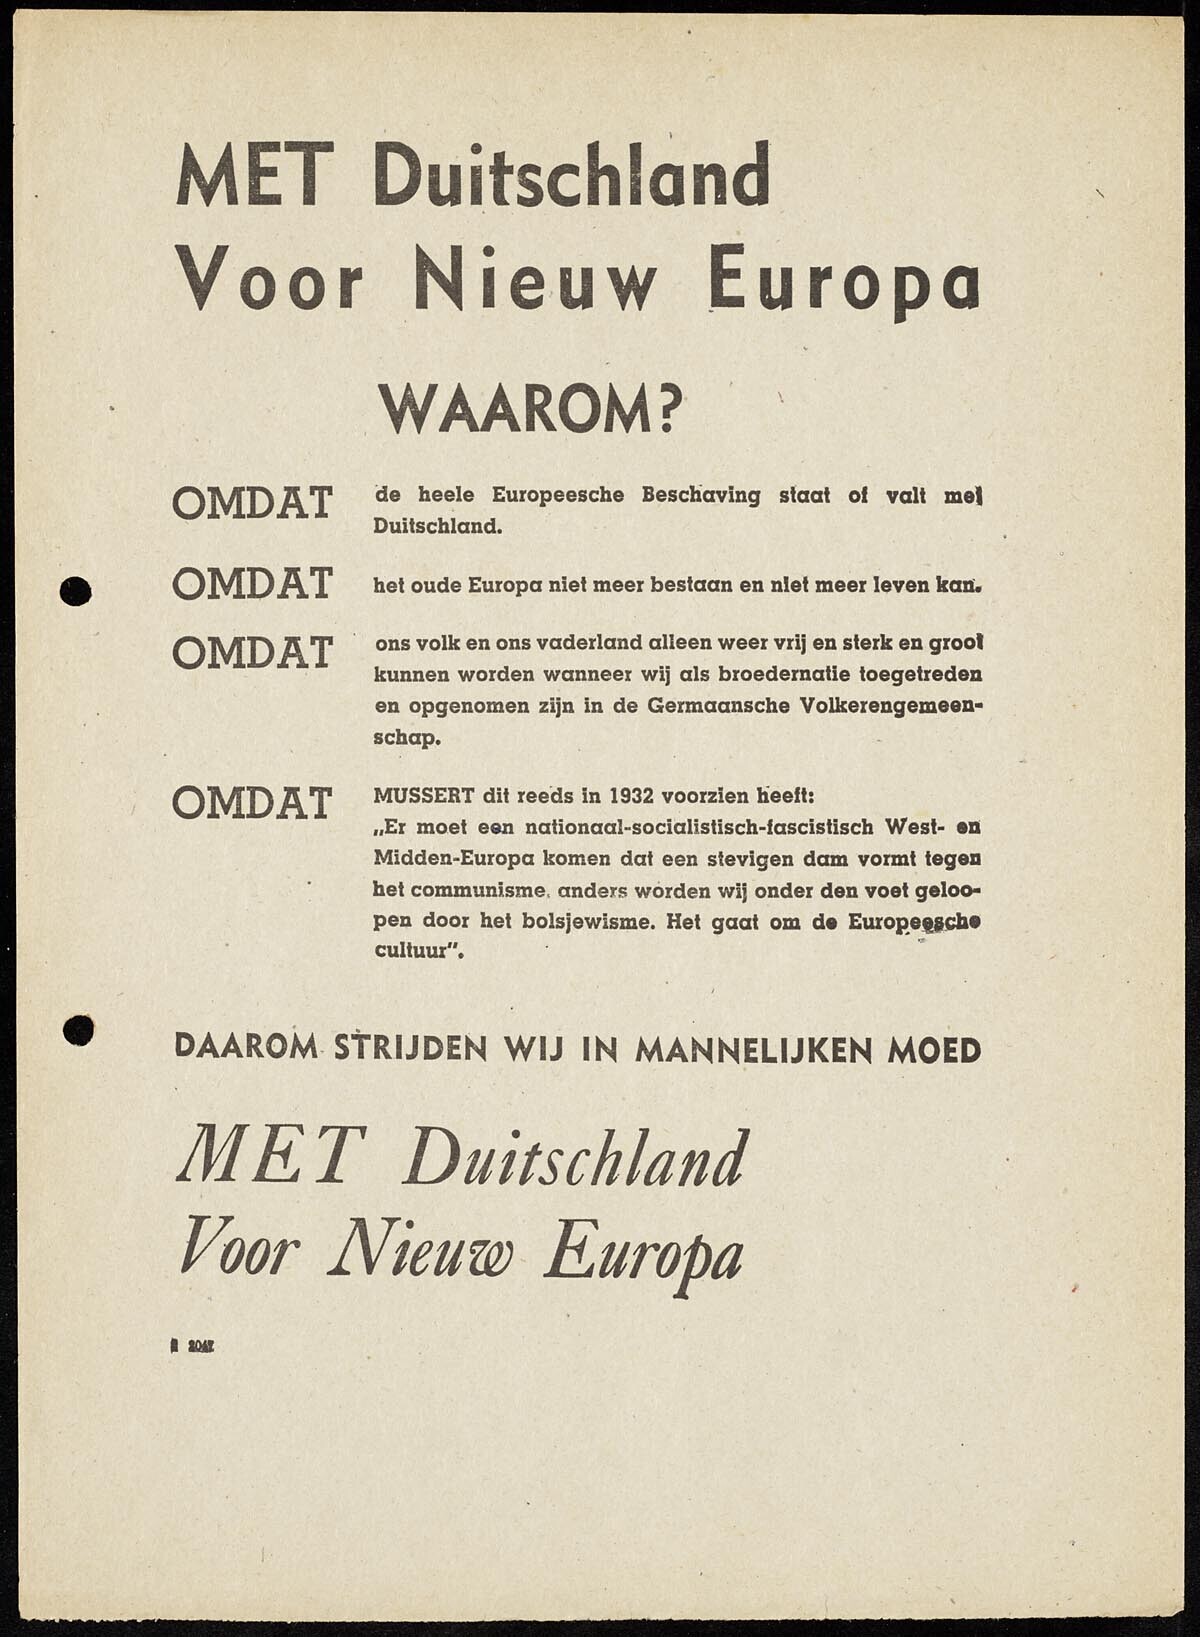 MET Duitschland
Voor Nieuw Europa
WAAROM?
OMDAT de heele Europeesche Beschaving staat of valt met
Duitschland.
OMDAT het oude Europa niet meer bestaan en niet meer leven kan.
OMDAT ons volk en ons vaderland alleen weer vrij en sterk en groot
kunnen worden wanneer wij als broedernatie toegetreden
en opgenomen zijn in de Germaansche Volkerengemeen-
schap.
OMDAT MUSSERT dit reeds in 1932 voorzien heeft:
„Er moet een nationaal-socialistisch-fascistisch West- en
Midden-Europa komen dat een stevigen dam vormt tegen
het communisme, anders worden wij onder den voet geloo-
pen door het bolsjewisme. Het gaat om de Europeesche
cultuur”.
DAAROM STRIJDEN WIJ IN MANNELIJKEN MOED
MET Duitschland
Voor Nieuw Europa